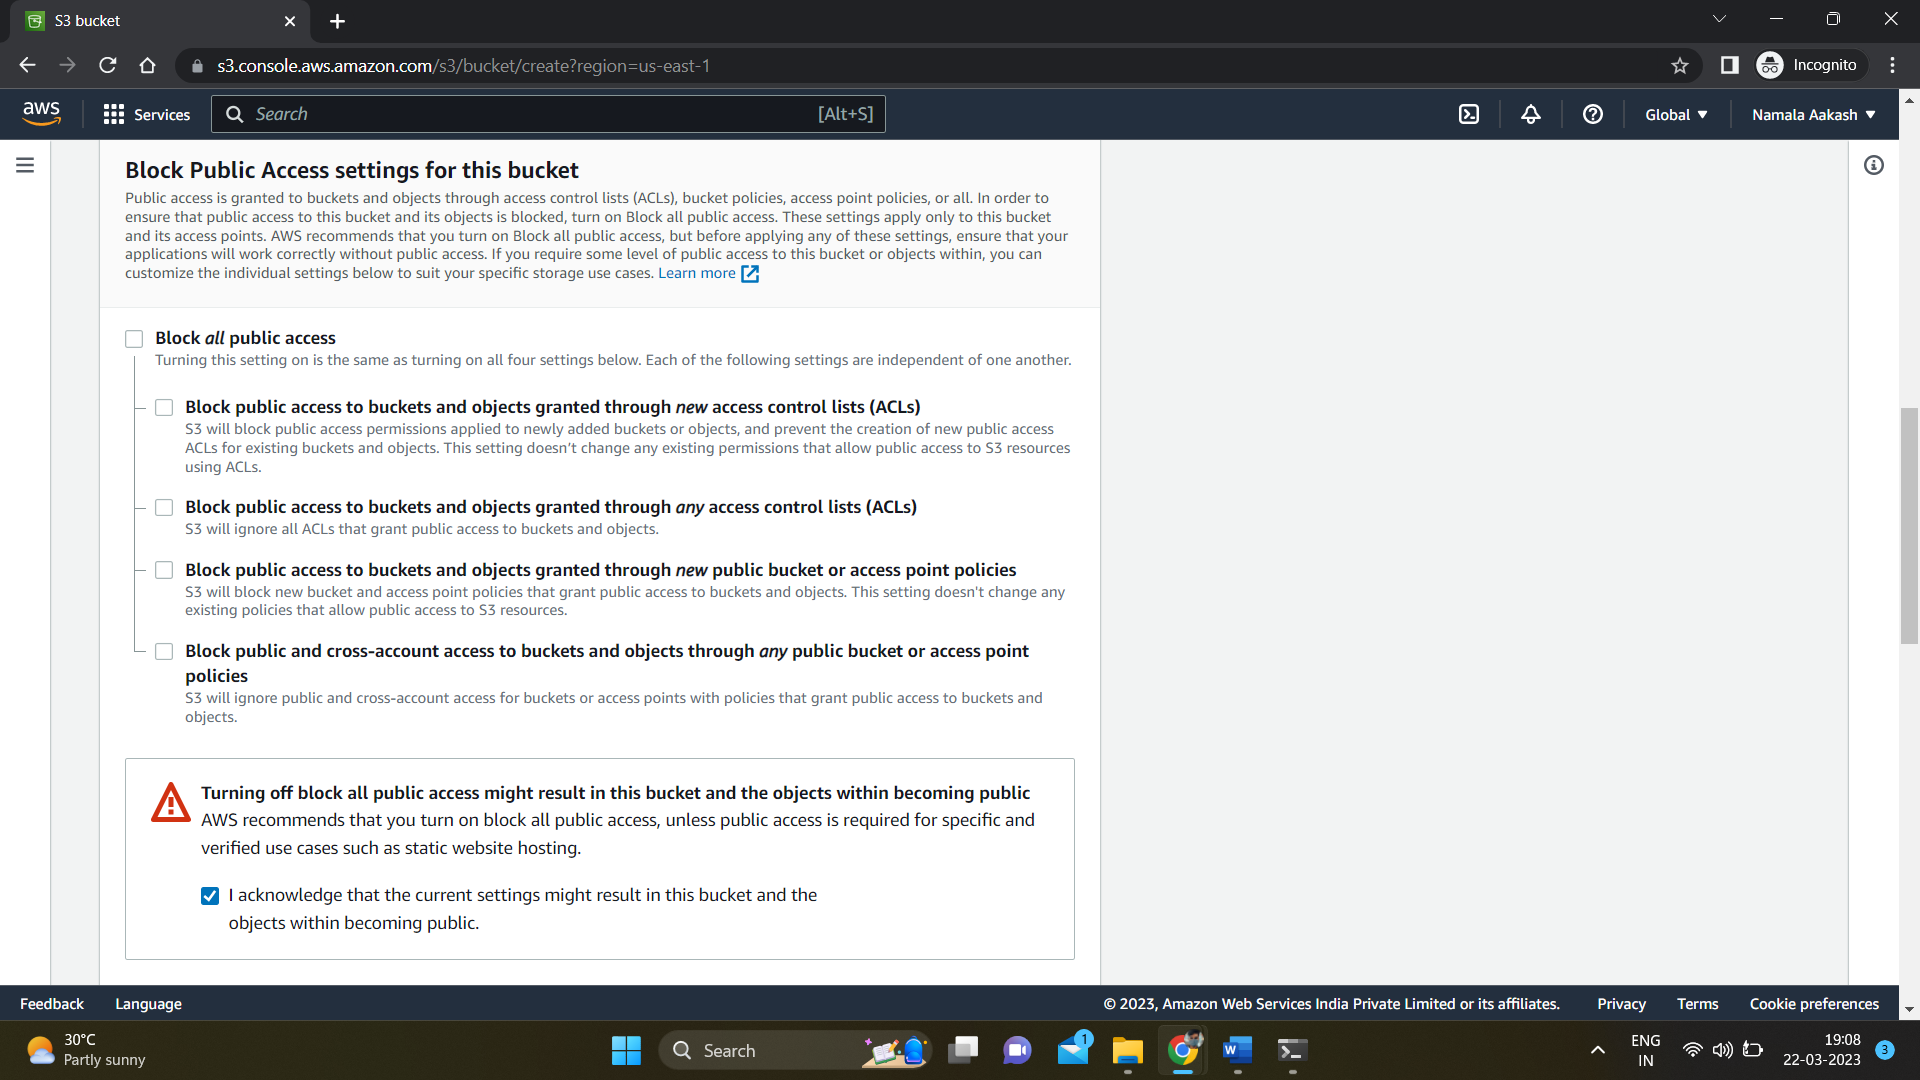 S3 bucket
s3.console.aws.amazon.com/s3/bucket/create?region=us-east-1
Incognito
aws
Services
Search
[Alt+S]
Global
Namala Aakash
Block Public Access settings for this bucket
Public access is granted to buckets and objects through access control lists (ACLs), bucket policies, access point policies, or all. In order to
ensure that public access to this bucket and its objects is blocked, turn on Block all public access. These settings apply only to this bucket
and its access points. AWS recommends that you turn on Block all public access, but before applying any of these settings, ensure that your
applications will work correctly without public access. If you require some level of public access to this bucket or objects within, you can
customize the individual settings below to suit your specific storage use cases. Learn more
Block all public access
Turning this setting on is the same as turning on all four settings below. Each of the following settings are independent of one another.
Block public access to buckets and objects granted through new access control lists (ACLs)
S3 will block public access permissions applied to newly added buckets or objects, and prevent the creation of new public access
ACLs for existing buckets and objects. This setting doesn't change any existing permissions that allow public access to S3 resources
using ACLs.
Block public access to buckets and objects granted through any access control lists (ACLs)
S3 will ignore all ACLs that grant public access to buckets and objects.
Block public access to buckets and objects granted through new public bucket or access point policies
S3 will block new bucket and access point policies that grant public access to buckets and objects. This setting doesn't change any
existing policies that allow public access to S3 resources.
Block public and cross-account access to buckets and objects through any public bucket or access point
policies
S3 will ignore public and cross-account access for buckets or access points with policies that grant public access to buckets and
objects.
Turning off block all public access might result in this bucket and the objects within becoming public
AWS recommends that you turn on block all public access, unless public access is required for specific and
verified use cases such as static website hosting.
I acknowledge that the current settings might result in this bucket and the
objects within becoming public.
Feedback
Language
© 2023, Amazon Web Services India Private Limited or its affiliates.
Privacy
Terms
Cookie preferences
30°C
Partly sunny
Search
1
W
ENG
IN
19:08
22-03-2023
3